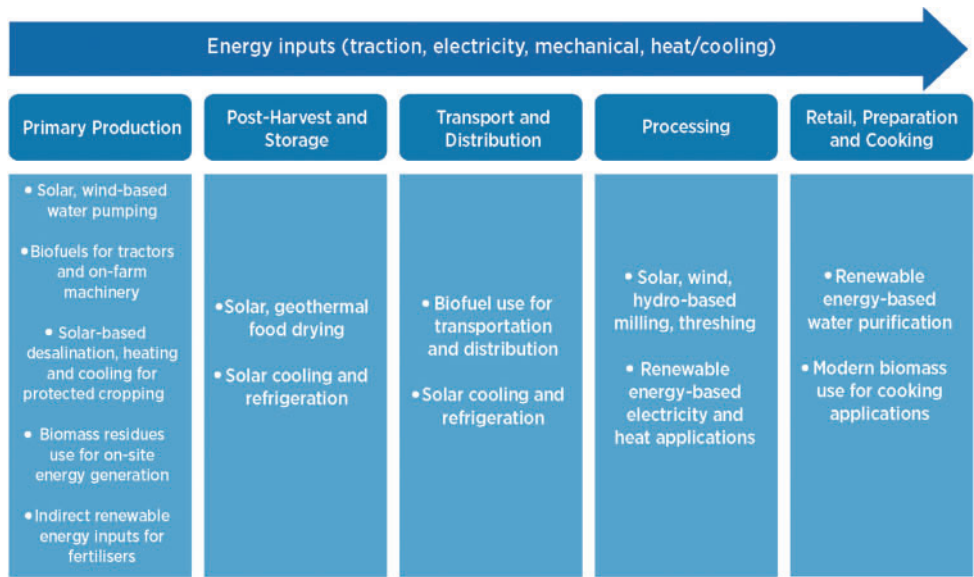 Energy inputs (traction, electricity, mechanical, heat/cooling)
Primary Production
• Solar, wind-based
water pumping
• Biofuels for tractors
and on-farm
machinery
• Solar-based
desalination, heating
and cooling for
protected cropping
• Biomass residues
use for on-site
energy generation
• Indirect renewable
energy inputs for
fertilisers
Post-Harvest and
Storage
• Solar, geothermal
food drying
• Solar cooling and
refrigeration
Transport and
Distribution
• Biofuel use for
transportation
and distribution
• Solar cooling and
refrigeration
Processing
• Solar, wind,
hydro-based
milling, threshing
• Renewable
energy-based
electricity and
heat applications
Retail, Preparation
and Cooking
• Renewable
energy-based
water purification
• Modern biomass
use for cooking
applications